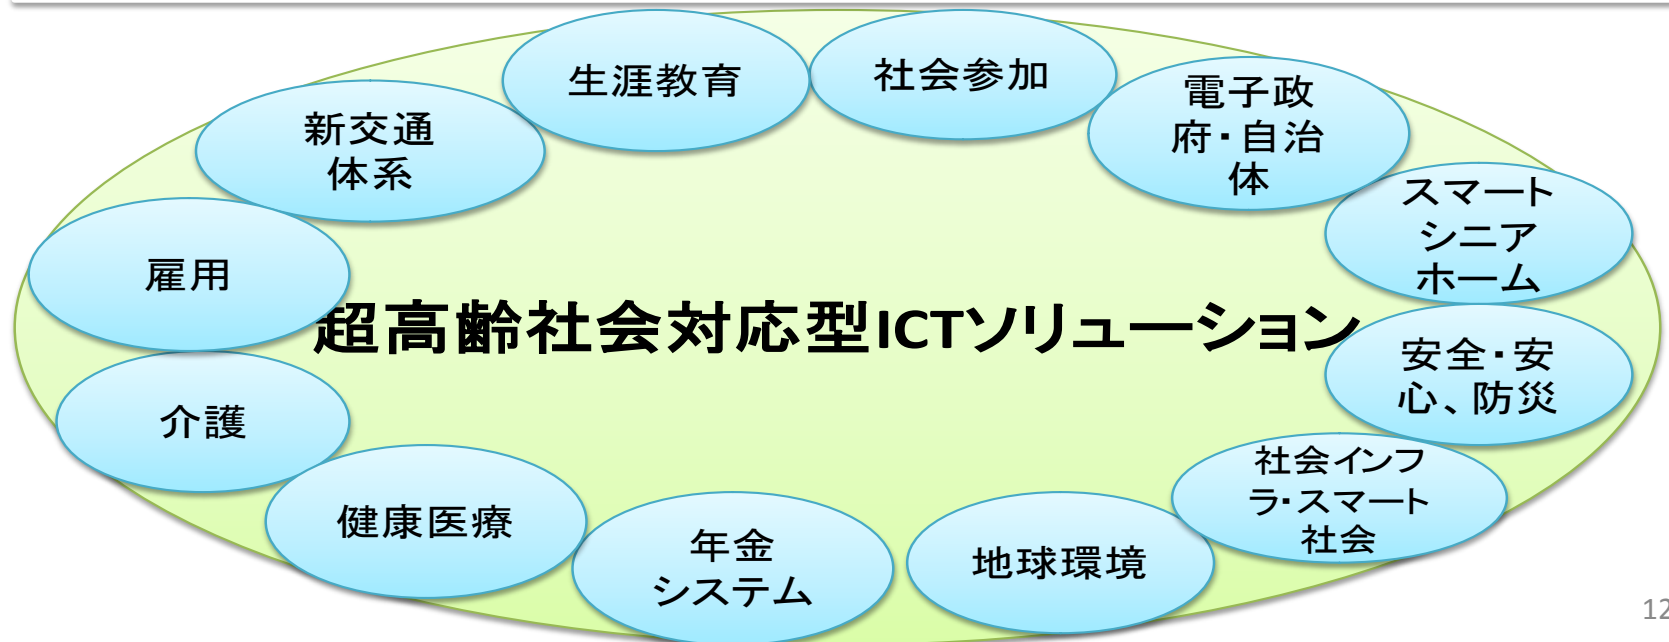 生涯教育
社会参加
電子政
府・自治
体
新交通
体系
スマート
シニア
ホーム
雇用
超高齢社会対応型ICTソリューション
安全・安
心、防災
介護
社会インフ
ラ・スマート
社会
健康医療
年金
システム
地球環境
12